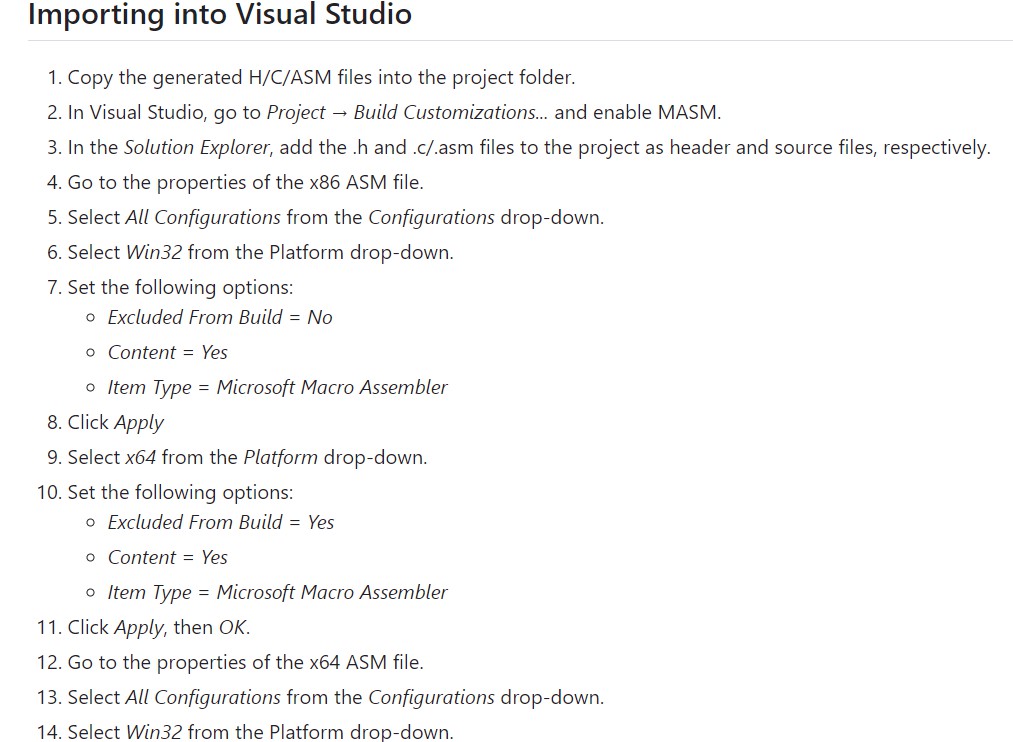 Importing into Visual Studio
1. Copy the generated H/C/ASM files into the project folder.
2. In Visual Studio, go to Project → Build Customizations... and enable MASM.
3. In the Solution Explorer, add the .h and .c/.asm files to the project as header and source files, respectively.
4. Go to the properties of the x86 ASM file.
5. Select All Configurations from the Configurations drop-down.
6. Select Win32 from the Platform drop-down.
7. Set the following options:
◦ Excluded From Build = No
◦ Content = Yes
◦ Item Type = Microsoft Macro Assembler
8. Click Apply
9. Select x64 from the Platform drop-down.
10. Set the following options:
◦ Excluded From Build = Yes
◦ Content = Yes
◦ Item Type = Microsoft Macro Assembler
11. Click Apply, then OK.
12. Go to the properties of the x64 ASM file.
13. Select All Configurations from the Configurations drop-down.
14. Select Win32 from the Platform drop-down.